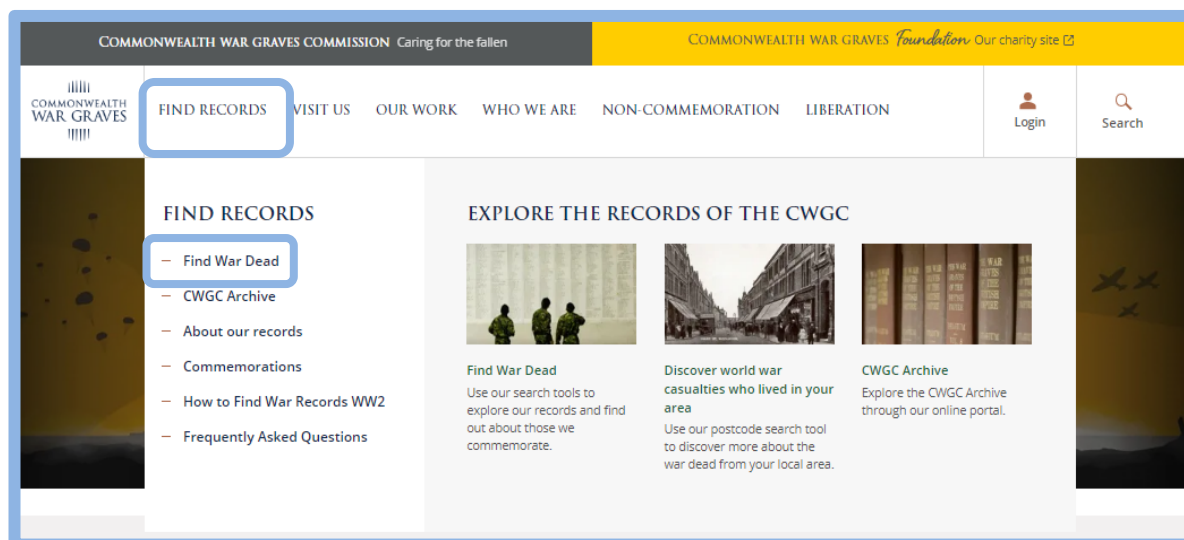 COMMONWEALTH WAR GRAVES COMMISSION Caring for the fallen
COMMONWEALTH WAR GRAVES Foundation Our charity site
COMMONWEALTH
WAR GRAVES
FIND RECORDS
VISIT US
OUR WORK
WHO WE ARE
NON-COMMEMORATION
LIBERATION
Login
Search
FIND RECORDS
– Find War Dead
– CWGC Archive
– About our records
– Commemorations
– How to Find War Records WW2
– Frequently Asked Questions
EXPLORE THE RECORDS OF THE CWGC
Find War Dead
Use our search tools to
explore our records and find
out about those we
commemorate.
Discover world war
casualties who lived in your
area
Use our postcode search tool
to discover more about the
war dead from your local area.
CWGC Archive
Explore the CWGC Archive
through our online portal.